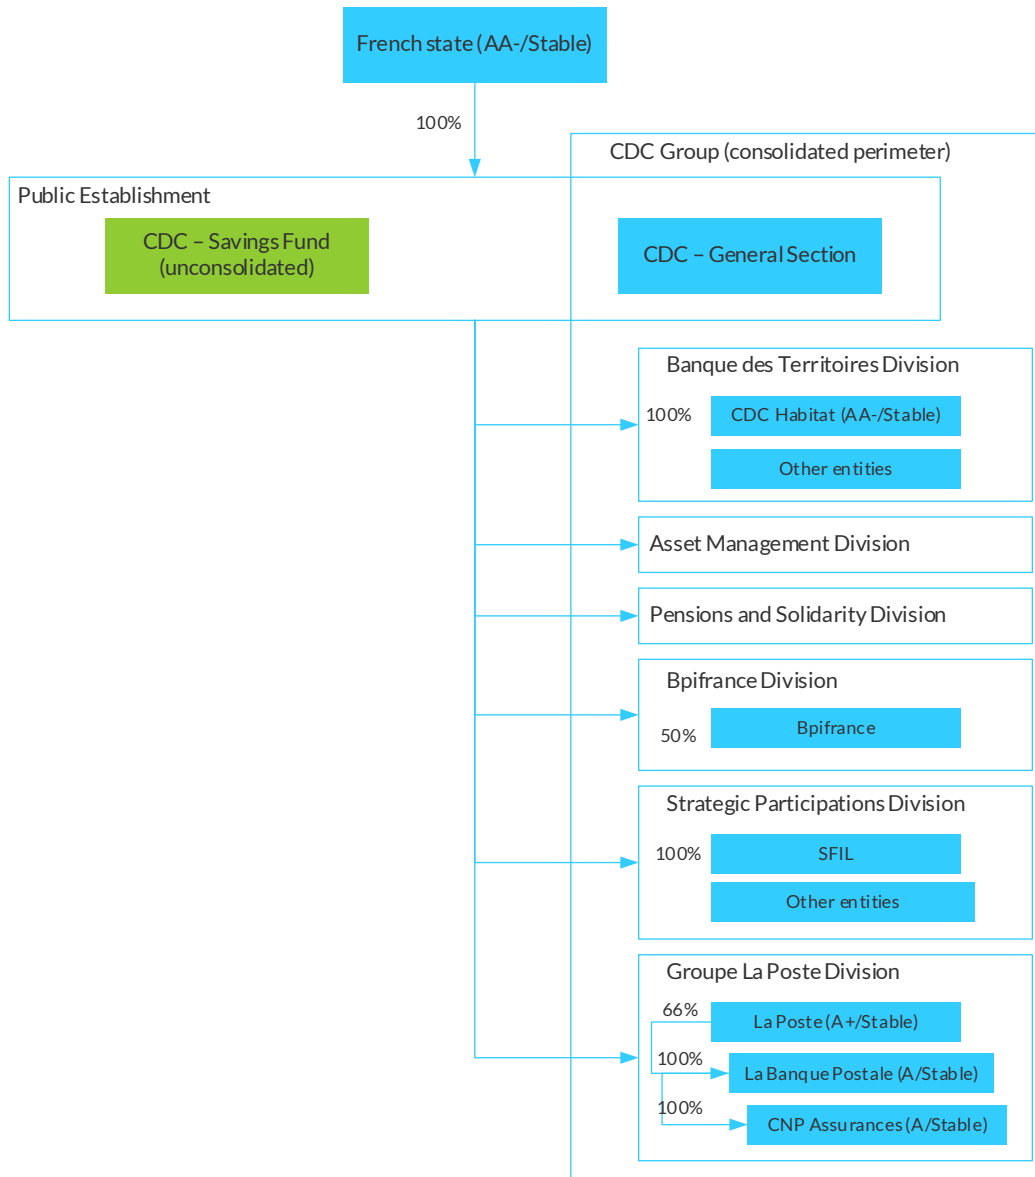 French state (AA-/Stable)
100%
CDC Group (consolidated perimeter)
Public Establishment
CDC – Savings Fund
(unconsolidated)
CDC – General Section
Banque des Territoires Division
100%
CDC Habitat (AA-/Stable)
Other entities
Asset Management Division
Pensions and Solidarity Division
Bpifrance Division
50%
Bpifrance
Strategic Participations Division
100%
SFIL
Other entities
Groupe La Poste Division
66%
La Poste (A+/Stable)
100%
La Banque Postale (A/Stable)
100%
CNP Assurances (A/Stable)